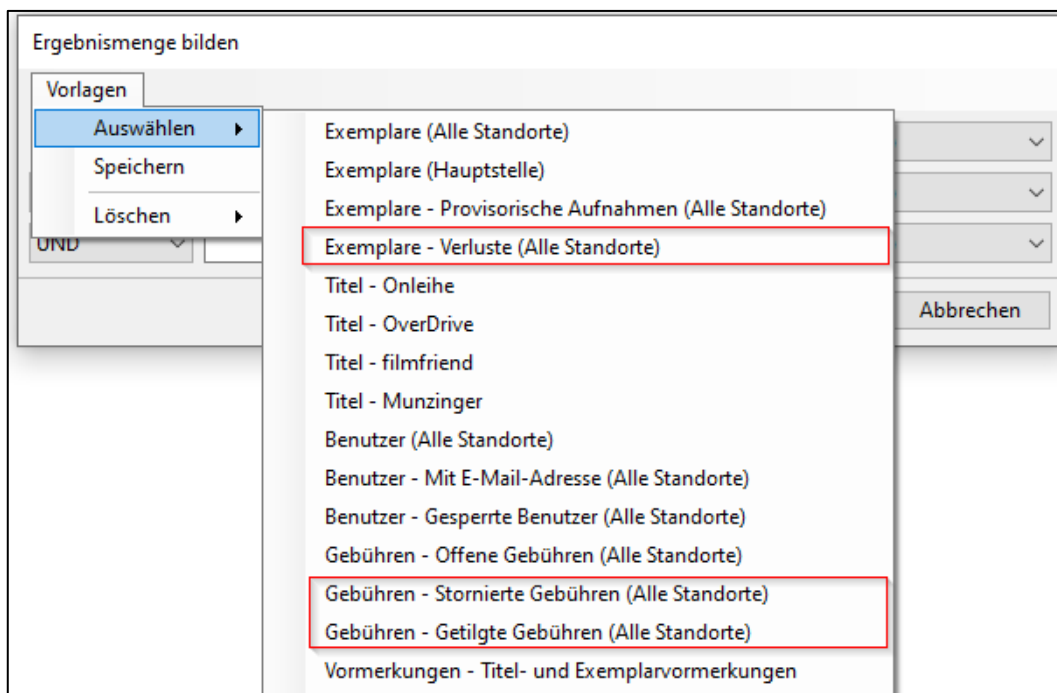 Ergebnismenge bilden
Vorlagen
Auswählen
Speichern
Löschen
UND
Exemplare (Alle Standorte)
Exemplare (Hauptstelle)
Exemplare - Provisorische Aufnahmen (Alle Standorte)
Exemplare - Verluste (Alle Standorte)
Titel - Onleihe
Titel - OverDrive
Titel - filmfriend
Titel - Munzinger
Benutzer (Alle Standorte)
Benutzer - Mit E-Mail-Adresse (Alle Standorte)
Benutzer - Gesperrte Benutzer (Alle Standorte)
Gebühren - Offene Gebühren (Alle Standorte)
Gebühren - Stornierte Gebühren (Alle Standorte)
Gebühren - Getilgte Gebühren (Alle Standorte)
Vormerkungen - Titel- und Exemplarvormerkungen
Abbrechen